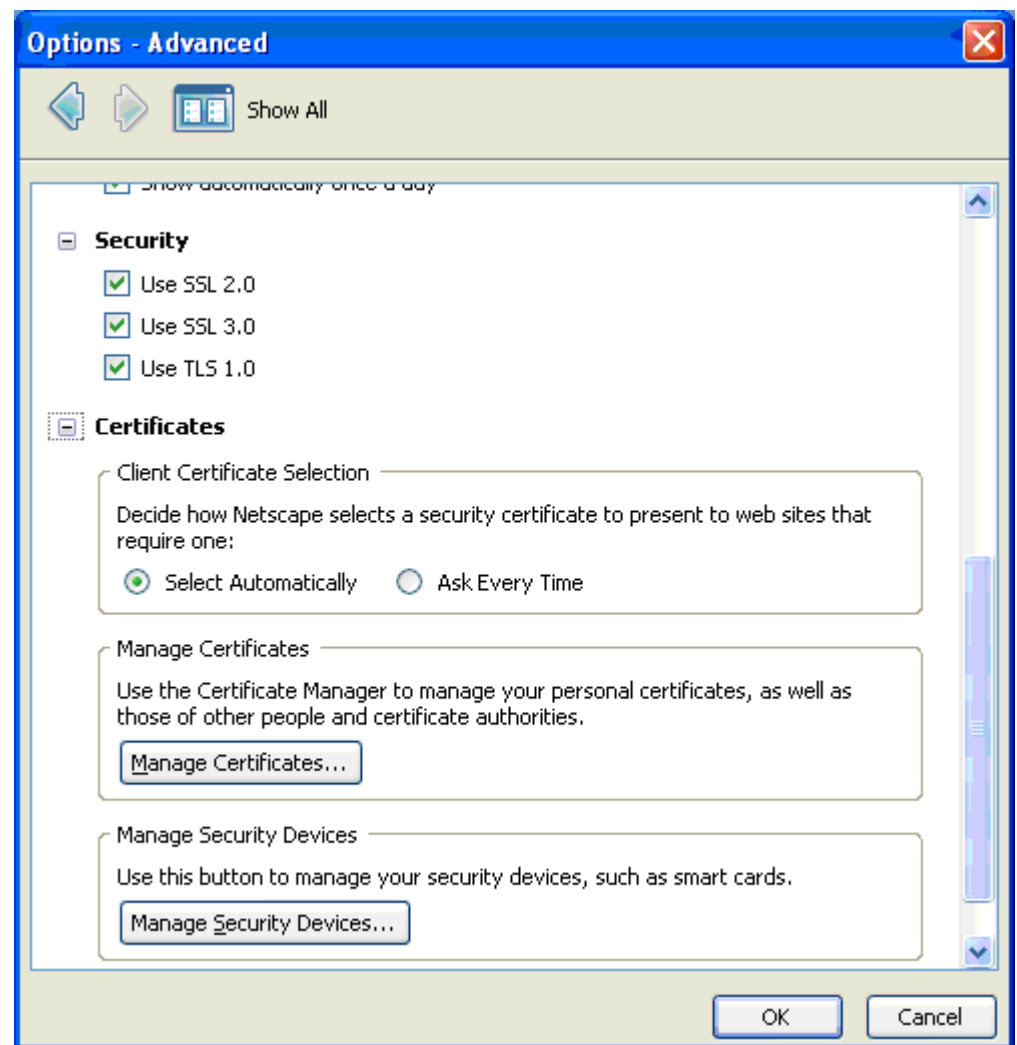 Options - Advanced
Show All
Show automatically once a day
Security
Use SSL 2.0
Use SSL 3.0
Use TLS 1.0
Certificates
Client Certificate Selection
Decide how Netscape selects a security certificate to present to web sites that
require one:
Select Automatically Ask Every Time
Manage Certificates
Use the Certificate Manager to manage your personal certificates, as well as
those of other people and certificate authorities.
Manage Certificates...
Manage Security Devices
Use this button to manage your security devices, such as smart cards.
Manage Security Devices...
OK Cancel